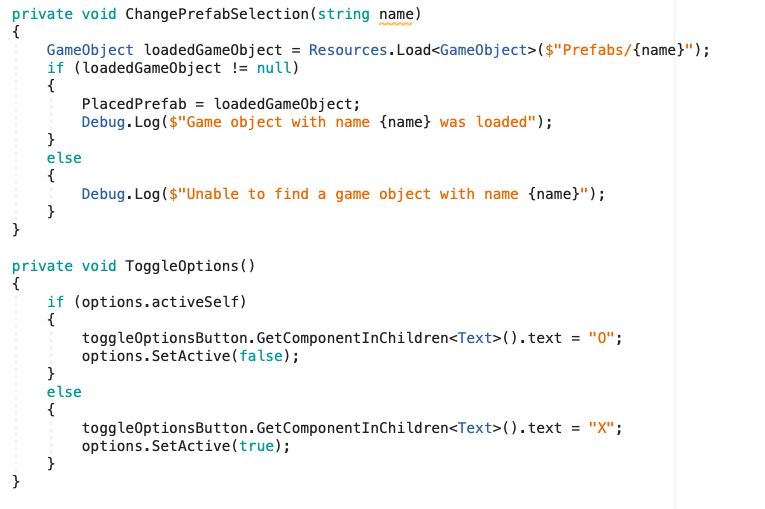 private void ChangePrefabSelection(string name)
{
    GameObject loadedGameObject = Resources.Load<GameObject>($"Prefabs/{name}");
    if (loadedGameObject != null)
    {
        PlacedPrefab = loadedGameObject;
        Debug.Log($"Game object with name {name} was loaded");
    }
    else
    {
        Debug.Log($"Unable to find a game object with name {name}");
    }
}

private void ToggleOptions()
{
    if (options.activeSelf)
    {
        toggleOptionsButton.GetComponentInChildren<Text>().text = "O";
        options.SetActive(false);
    }
    else
    {
        toggleOptionsButton.GetComponentInChildren<Text>().text = "X";
        options.SetActive(true);
    }
}